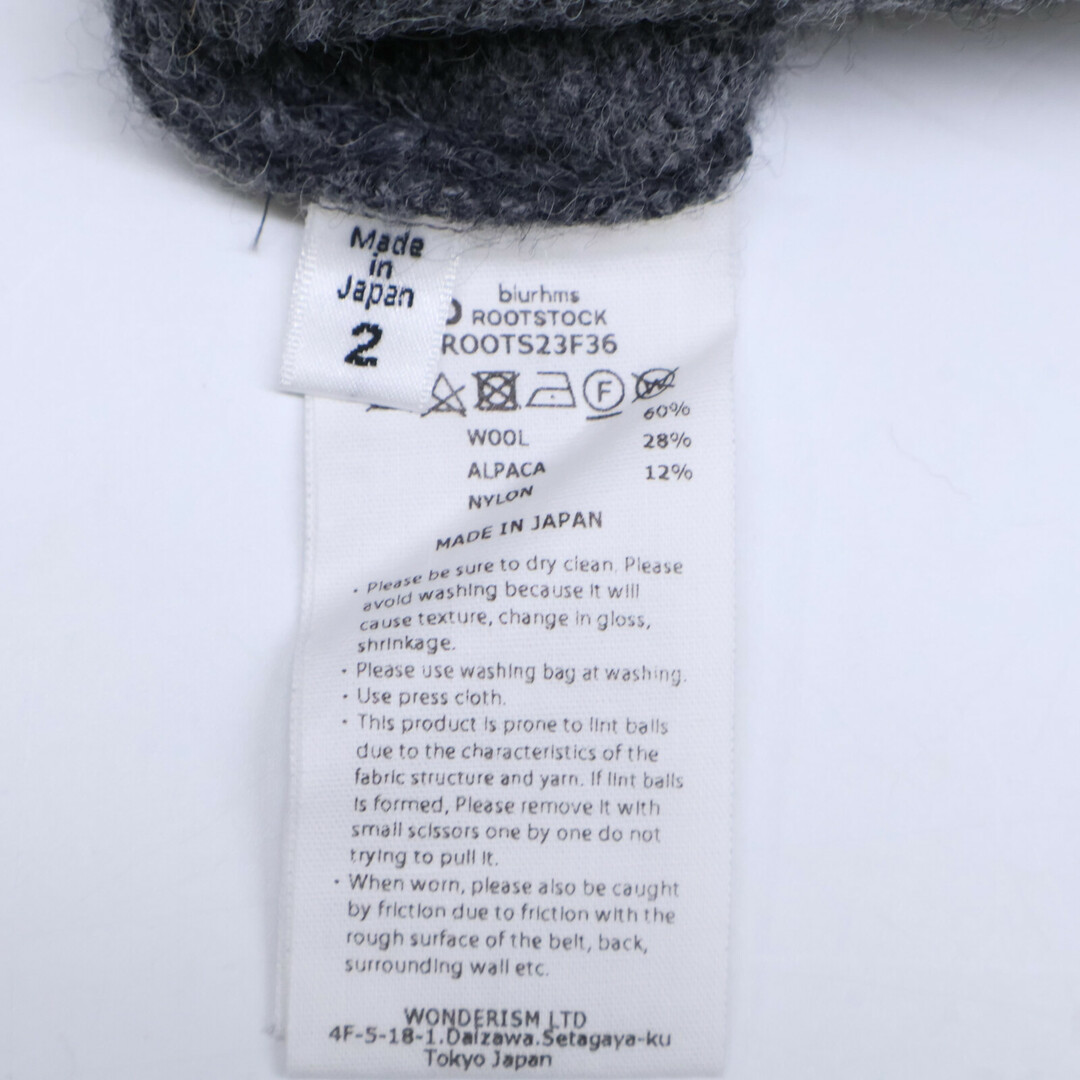 Made
in
Japan
2
blurhms
ROOTSTOCK
ROOTS23F36
F
W
60%
WOOL 28%
ALPACA 12%
NYLON
MADE IN JAPAN
・Please be sure to dry clean. Please
avoid washing because it will
cause texture, change in gloss,
shrinkage.
・Please use washing bag at washing.
・Use press cloth.
・This product is prone to lint balls
due to the characteristics of the
fabric structure and yarn. If lint balls
is formed, Please remove it with
small scissors one by one do not
trying to pull it.
・When worn, please also be caught
by friction due to friction with the
rough surface of the belt, back,
surrounding wall etc.
WONDERISM LTD
4F-5-18-1.Daizawa.Setagaya-ku
Tokyo Japan